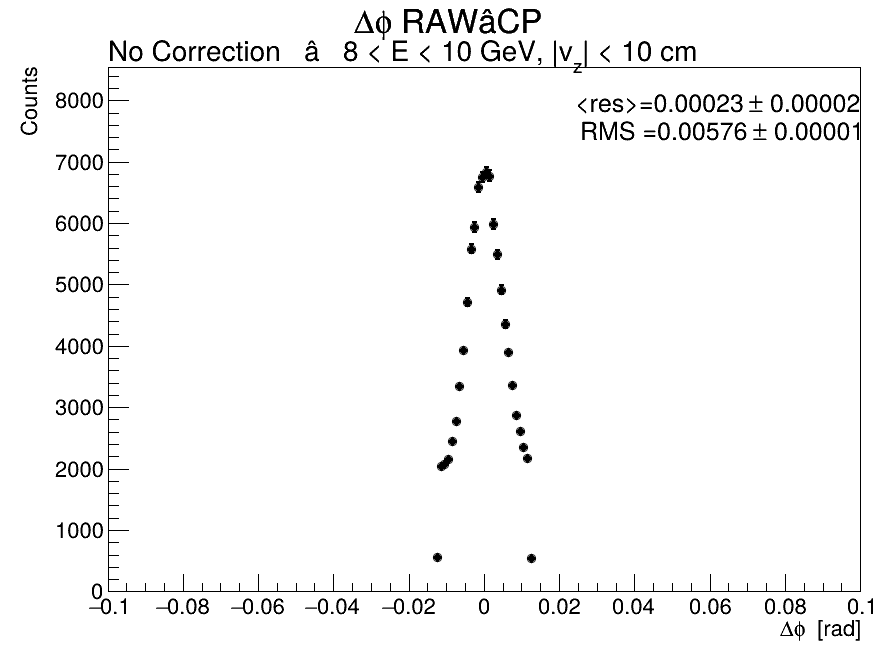 Δϕ RAWâCP
No Correction â 8 < E < 10 GeV, |v_z| < 10 cm
<res>=0.00023 ± 0.00002
RMS =0.00576 ± 0.00001
Counts
8000
7000
6000
5000
4000
3000
2000
1000
0
−0.1 −0.08 −0.06 −0.04 −0.02 0 0.02 0.04 0.06 0.08 0.1
Δϕ [rad]